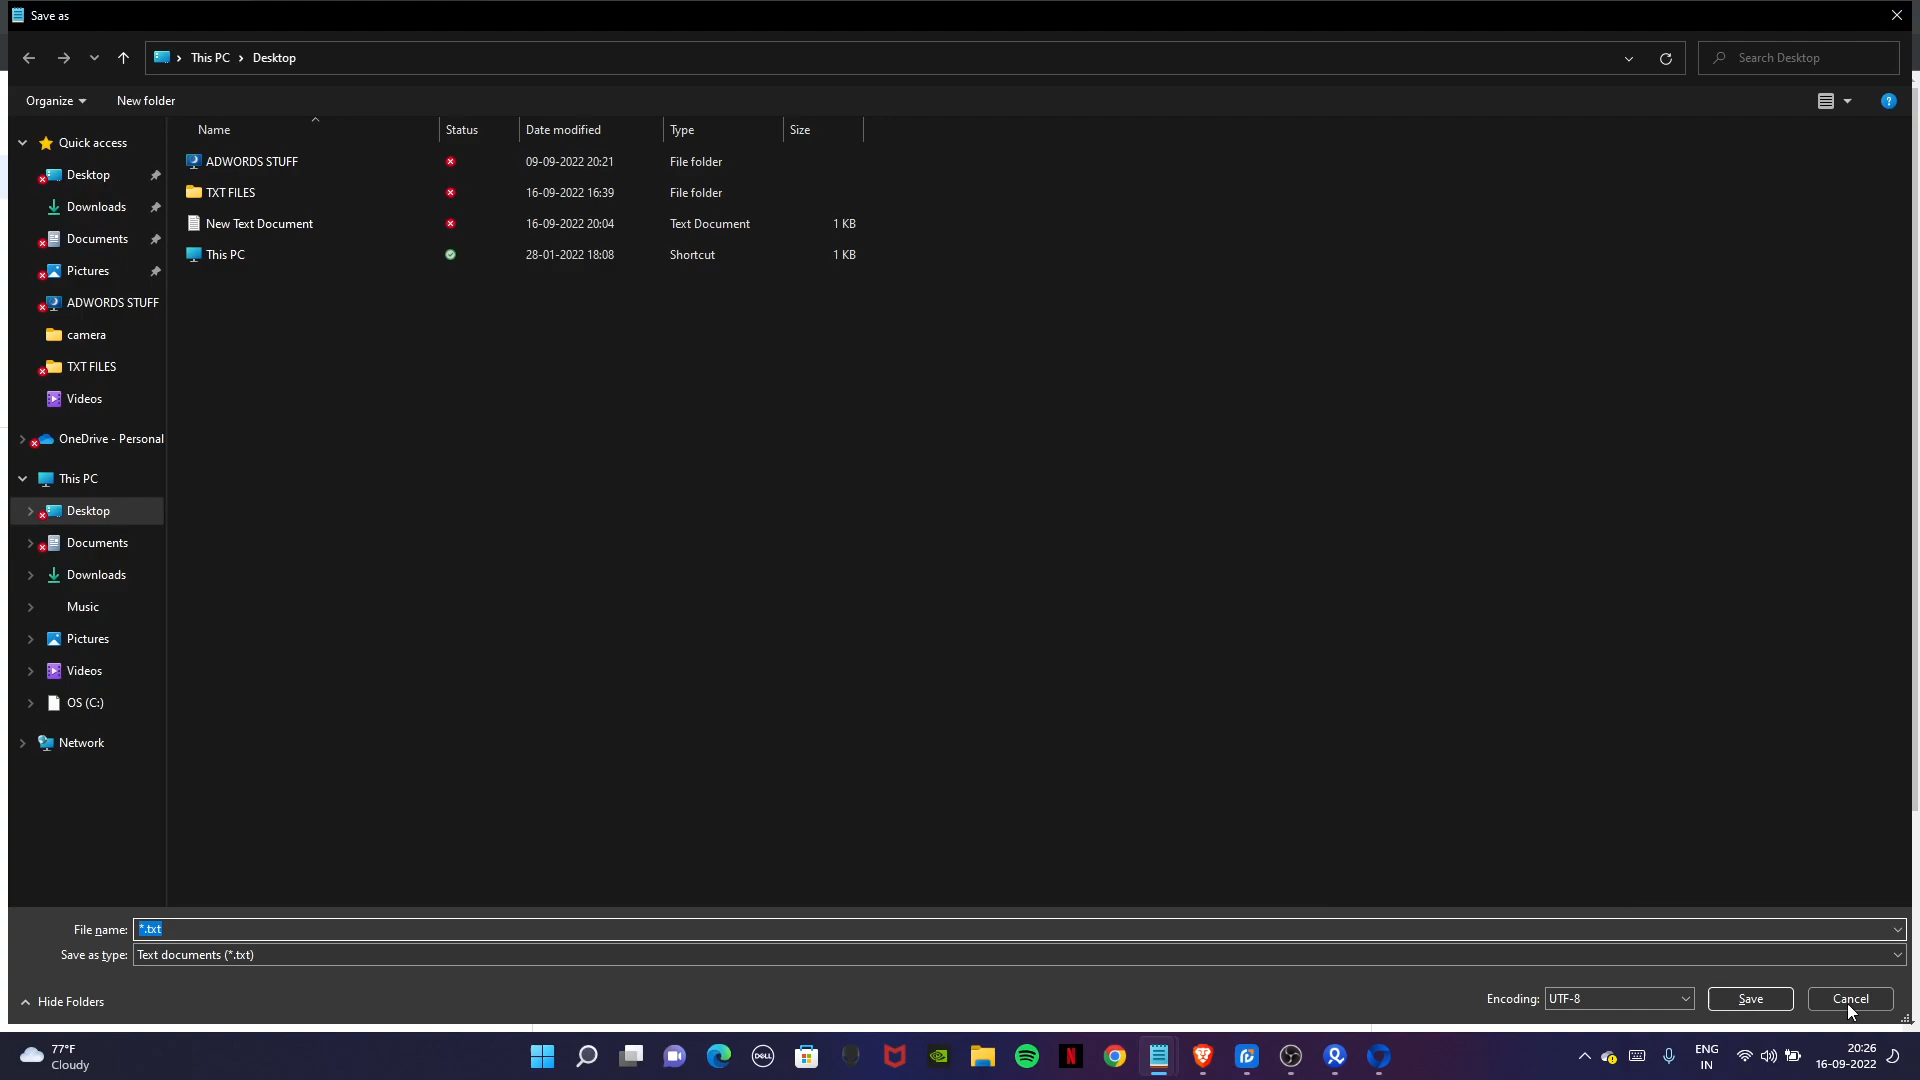 Save as
This PC > Desktop
Search Desktop
Organize
New folder
Name Status Date modified Type Size
ADWORDS STUFF 09-09-2022 20:21 File folder
TXT FILES 16-09-2022 16:39 File folder
New Text Document 16-09-2022 20:04 Text Document 1 KB
This PC 28-01-2022 18:08 Shortcut 1 KB
Quick access
Desktop
Downloads
Documents
Pictures
ADWORDS STUFF
camera
TXT FILES
Videos
OneDrive - Personal
This PC
Desktop
Documents
Downloads
Music
Pictures
Videos
OS (C:)
Network
File name: *.txt
Save as type: Text documents (*.txt)
Hide Folders
Encoding: UTF-8
Save
Cancel
77°F
Cloudy
DELL
N
ENG
IN
20:26
16-09-2022